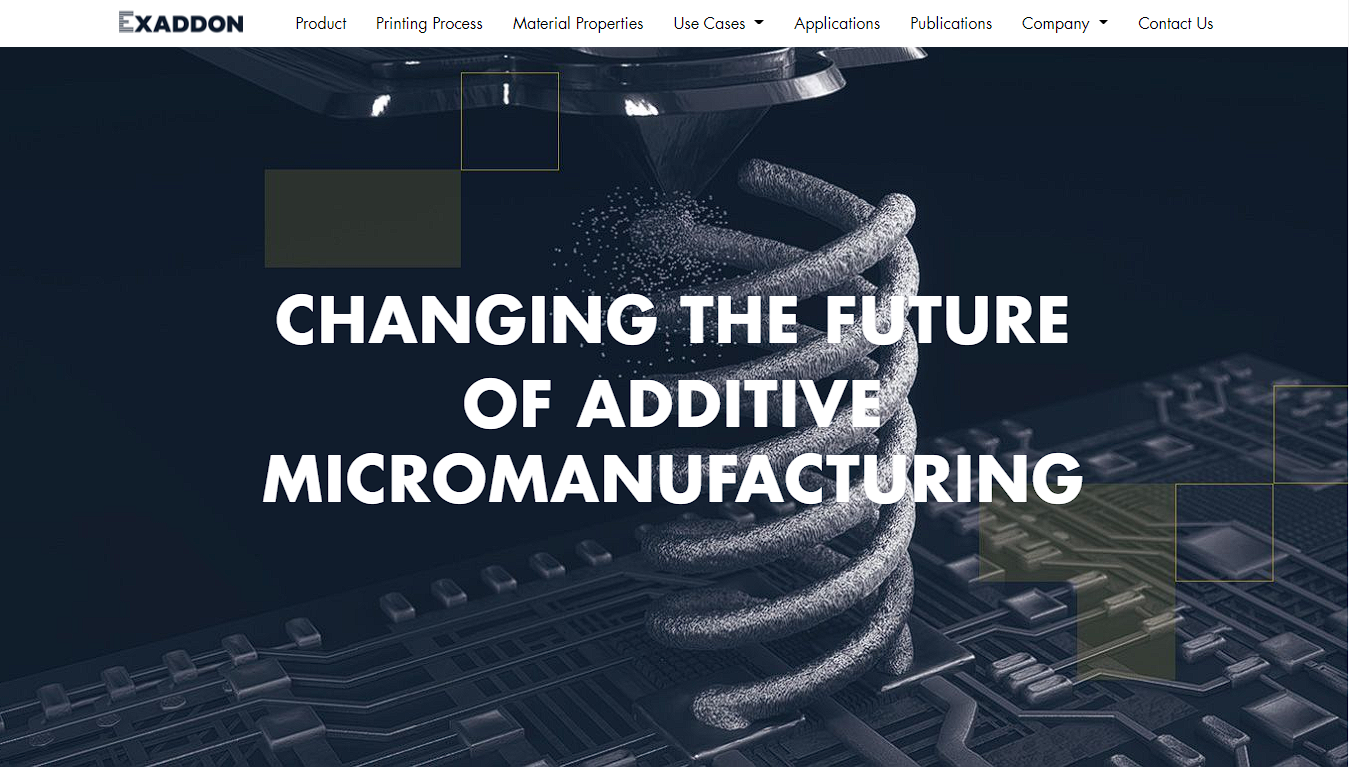 EXADDON
Product
Printing Process
Material Properties
Use Cases
Applications
Publications
Company
Contact Us
CHANGING THE FUTURE
OF ADDITIVE
MICROMANUFACTURING